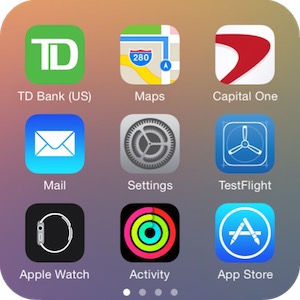 TD
280
TD Bank (US) Maps Capital One
Mail Settings TestFlight
Apple Watch Activity App Store